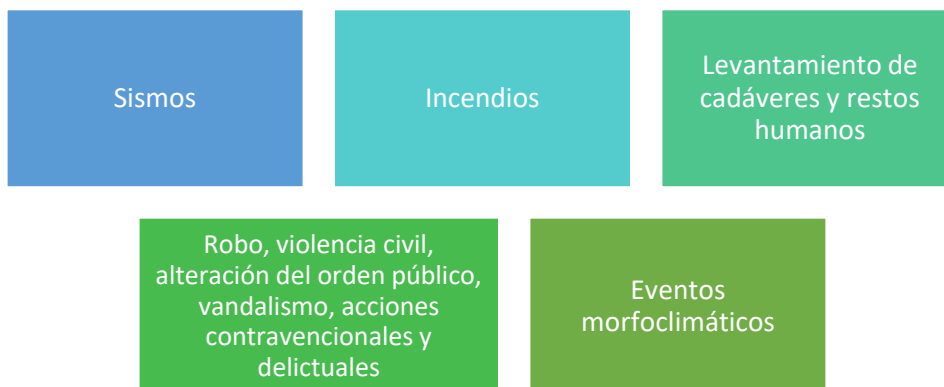 Sismos
Incendios
Levantamiento de
cadáveres y restos
humanos
Robo, violencia civil,
alteración del orden público,
vandalismo, acciones
contravencionales y
delictuales
Eventos
morfoclimáticos